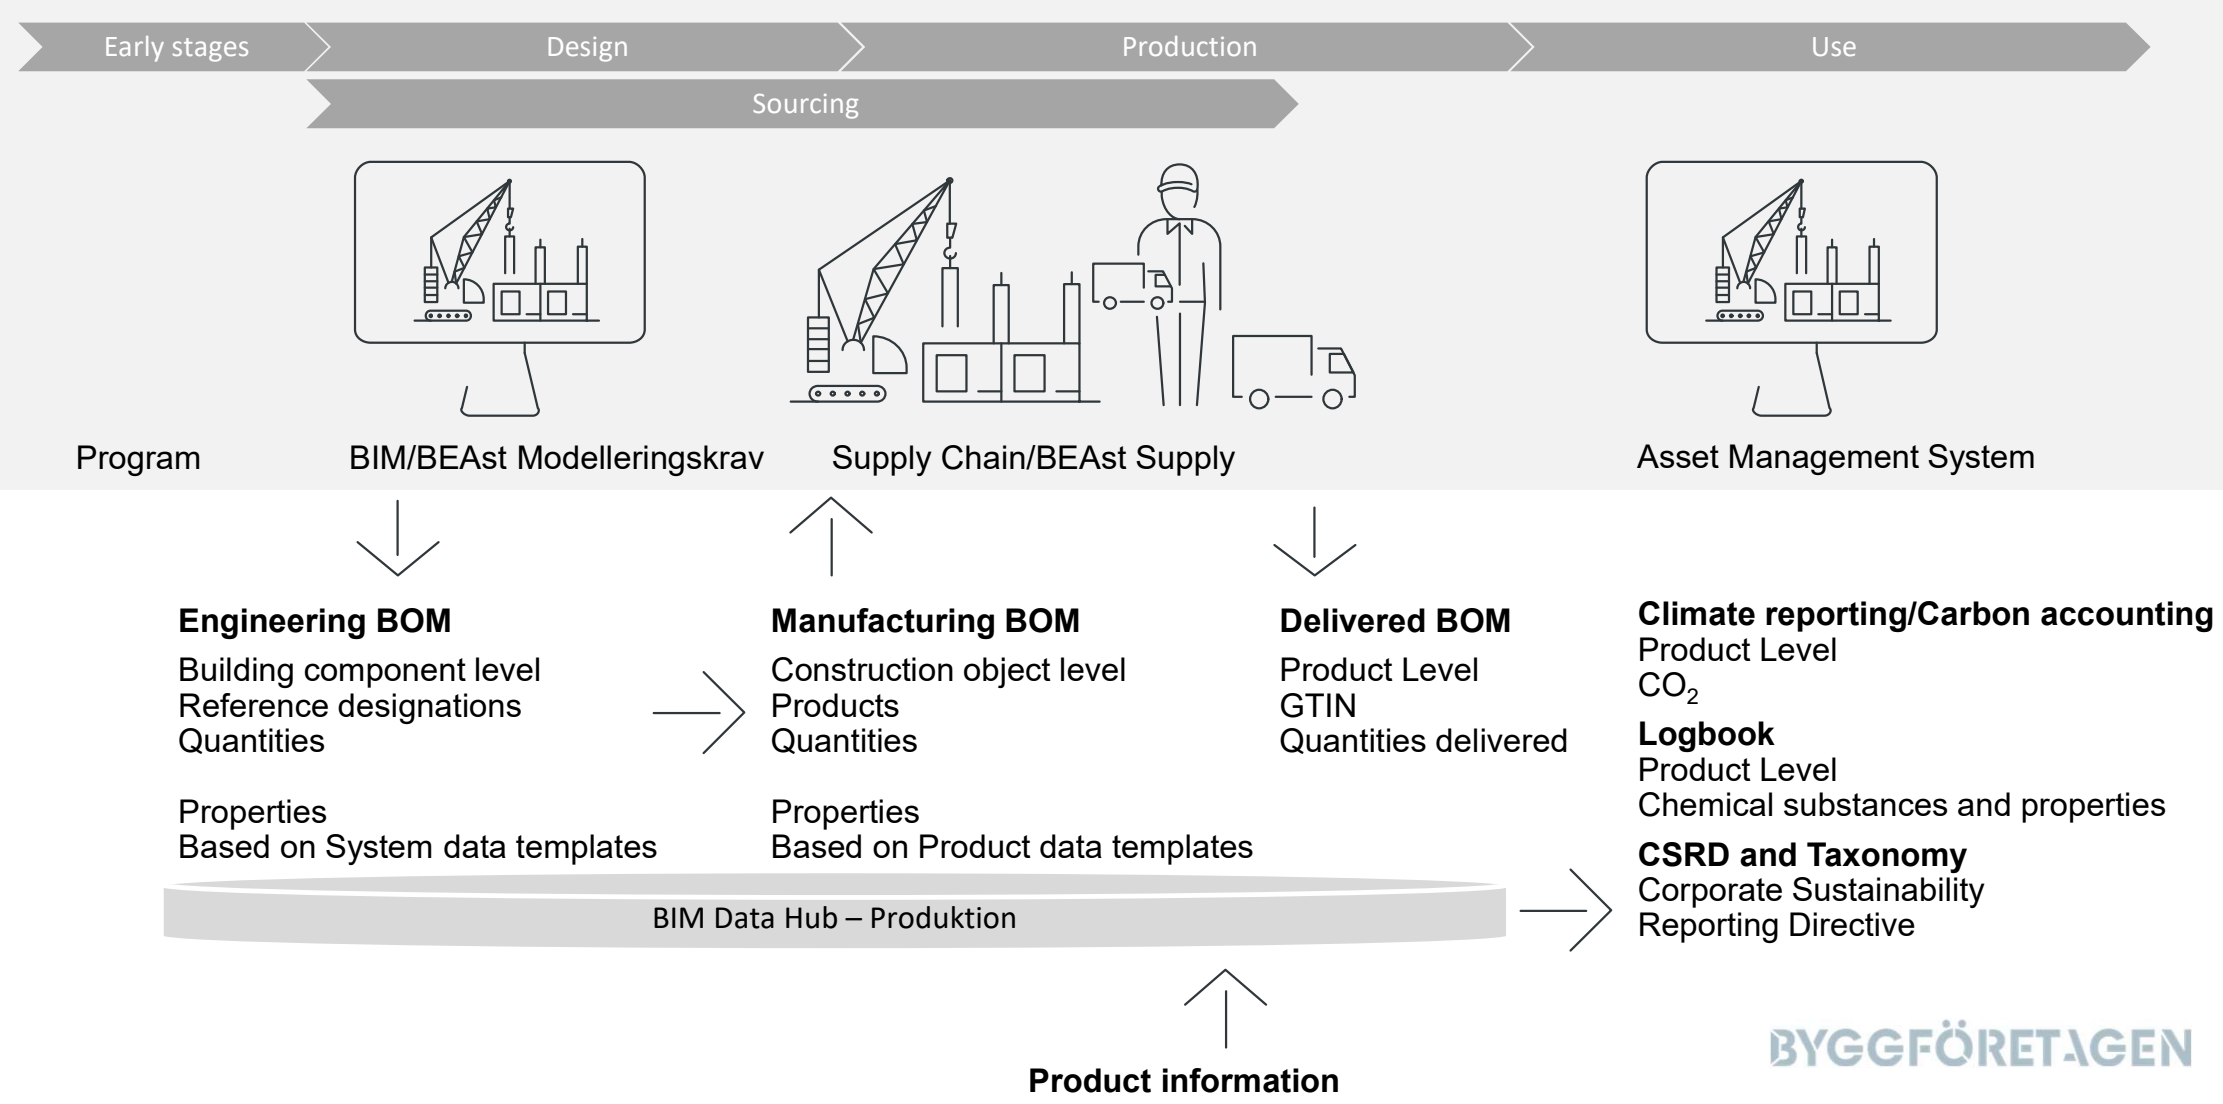 Early stages
Design
Production
Use
Sourcing
Program
BIM/BEAst Modelleringskrav
Supply Chain/BEAst Supply
Asset Management System
Engineering BOM
Building component level
Reference designations
Quantities
Properties
Based on System data templates
Manufacturing BOM
Construction object level
Products
Quantities
Properties
Based on Product data templates
Delivered BOM
Product Level
GTIN
Quantities delivered
Climate reporting/Carbon accounting
Product Level
CO₂
Logbook
Product Level
Chemical substances and properties
CSRD and Taxonomy
Corporate Sustainability
Reporting Directive
BIM Data Hub – Produktion
Product information
BYGGFÖRETAGEN